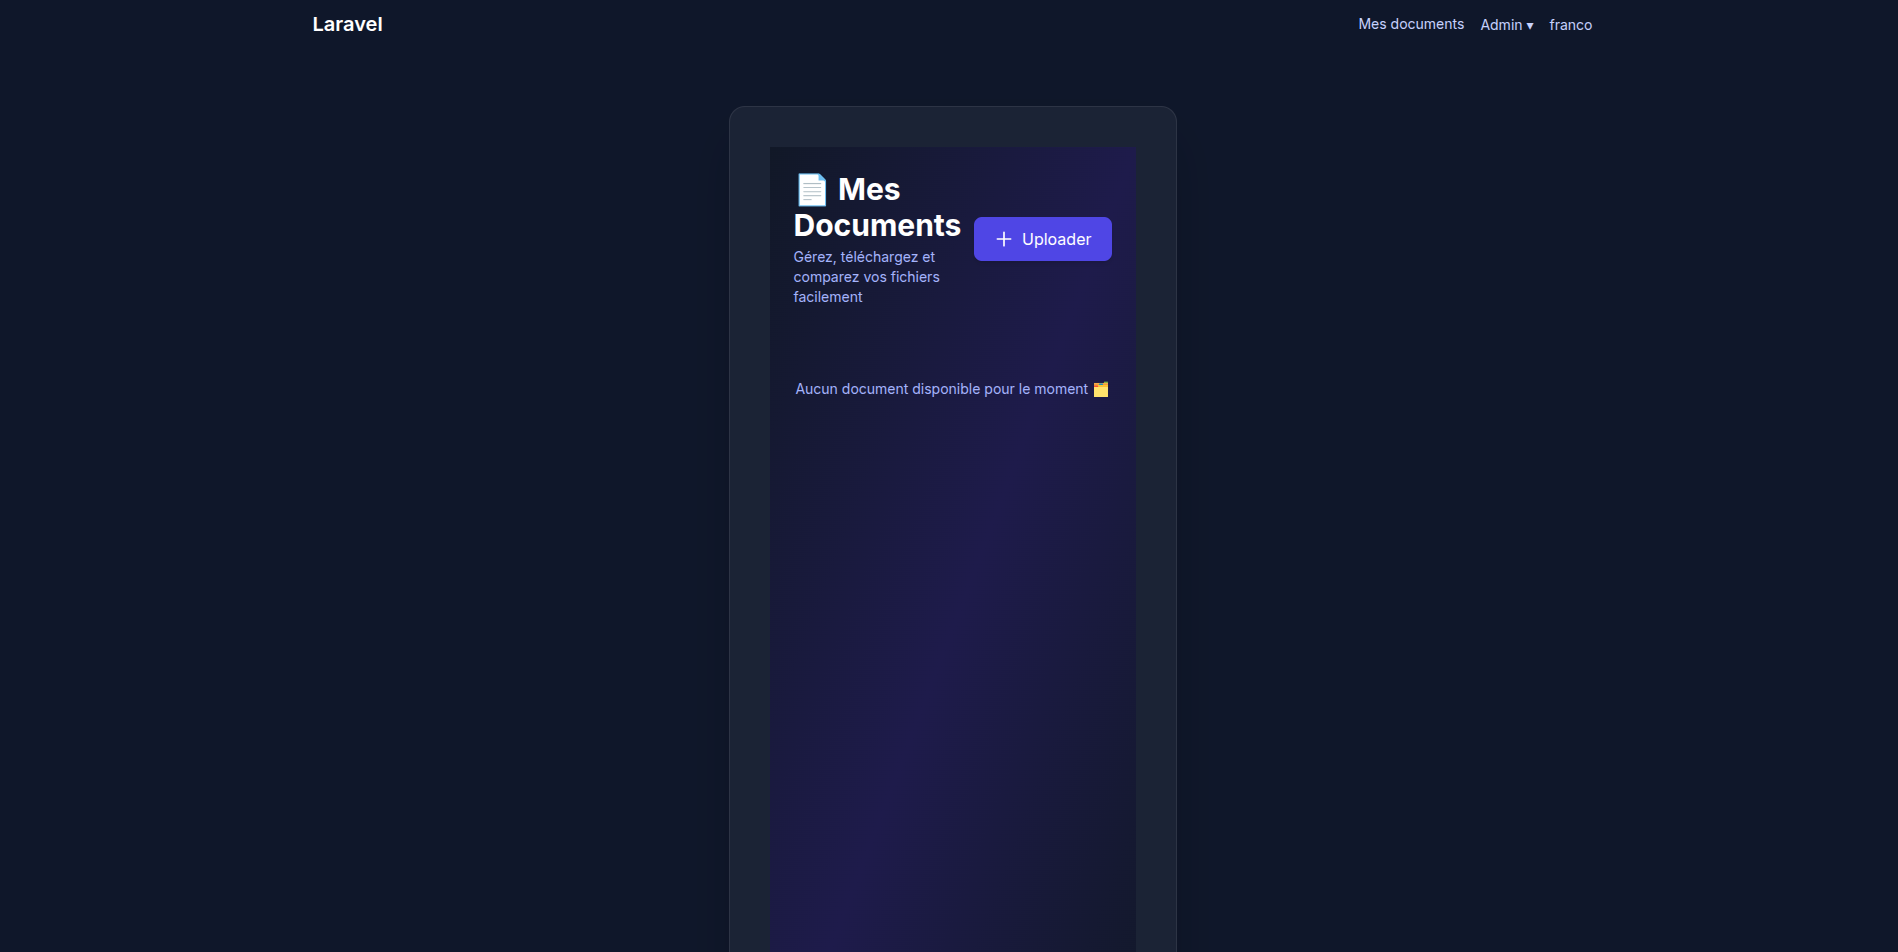 Laravel
Mes documents Admin ▾ franco
📄 Mes
Documents
Gérez, téléchargez et
comparez vos fichiers
facilement
+ Uploader
Aucun document disponible pour le moment 🗂️